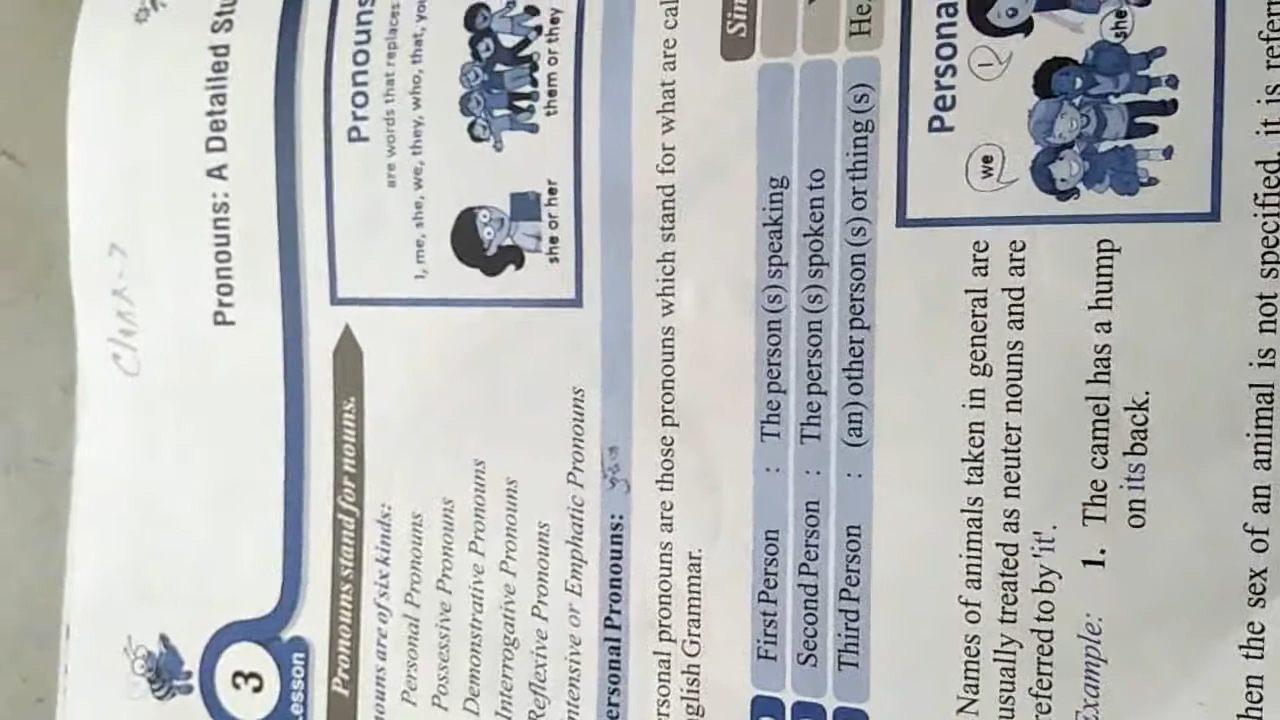 Class-7
3
Lesson
Pronouns: A Detailed Stu
Pronouns stand for nouns.
nouns are of six kinds:
Personal Pronouns
Possessive Pronouns
Demonstrative Pronouns
Interrogative Pronouns
Reflexive Pronouns
ntensive or Emphatic Pronouns
Pronouns
are words that replaces
I, me, she, we, they, who, that, you
she or her
them or they
ersonal Pronouns:
ersonal pronouns are those pronouns which stand for what are cal
glish Grammar.
Sin
First Person : The person (s) speaking
Second Person : The person (s) spoken to
Third Person : (an) other person (s) or thing (s)
He,
Names of animals taken in general are
usually treated as neuter nouns and are
referred to by 'it'.
Example: 1. The camel has a hump
on its back.
Persona
we
I
she
hen the sex of an animal is not specified, it is referr